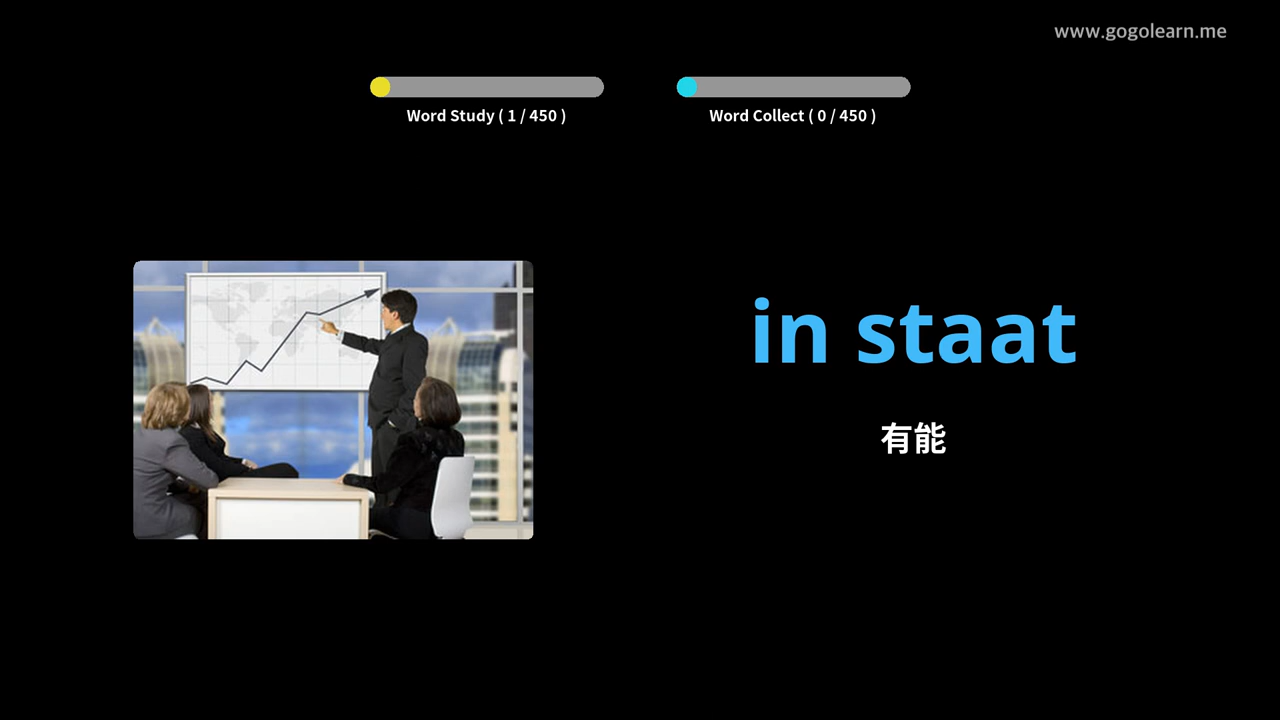 www.gogolearn.me
Word Study ( 1 / 450 )
Word Collect ( 0 / 450 )
in staat
有能